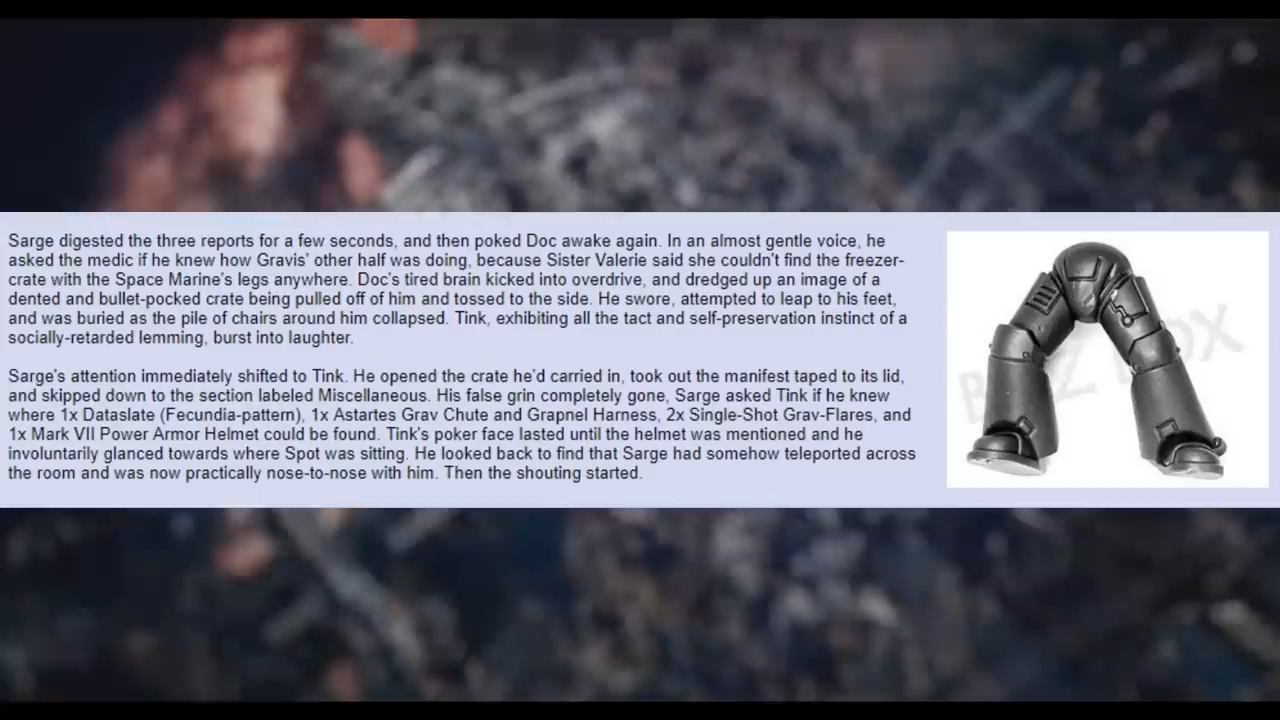 Sarge digested the three reports for a few seconds, and then poked Doc awake again. In an almost gentle voice, he
asked the medic if he knew how Gravis' other half was doing, because Sister Valerie said she couldn't find the freezer-
crate with the Space Marine's legs anywhere. Doc's tired brain kicked into overdrive, and dredged up an image of a
dented and bullet-pocked crate being pulled off of him and tossed to the side. He swore, attempted to leap to his feet,
and was buried as the pile of chairs around him collapsed. Tink, exhibiting all the tact and self-preservation instinct of a
socially-retarded lemming, burst into laughter.
Sarge's attention immediately shifted to Tink. He opened the crate he'd carried in, took out the manifest taped to its lid,
and skipped down to the section labeled Miscellaneous. His false grin completely gone, Sarge asked Tink if he knew
where 1x Dataslate (Fecundia-pattern), 1x Astartes Grav Chute and Grapnel Harness, 2x Single-Shot Grav-Flares, and
1x Mark VII Power Armor Helmet could be found. Tink's poker face lasted until the helmet was mentioned and he
involuntarily glanced towards where Spot was sitting. He looked back to find that Sarge had somehow teleported across
the room and was now practically nose-to-nose with him. Then the shouting started.